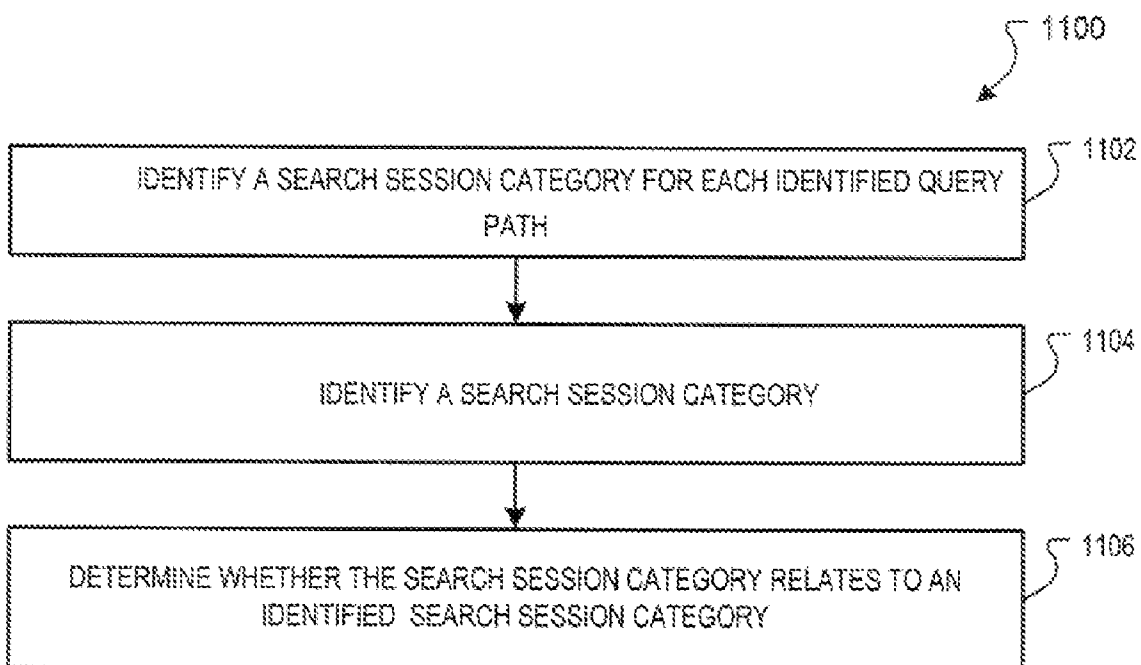 1100
1102
IDENTIFY A SEARCH SESSION CATEGORY FOR EACH IDENTIFIED QUERY
PATH
1104
IDENTIFY A SEARCH SESSION CATEGORY
1106
DETERMINE WHETHER THE SEARCH SESSION CATEGORY RELATES TO AN
IDENTIFIED SEARCH SESSION CATEGORY